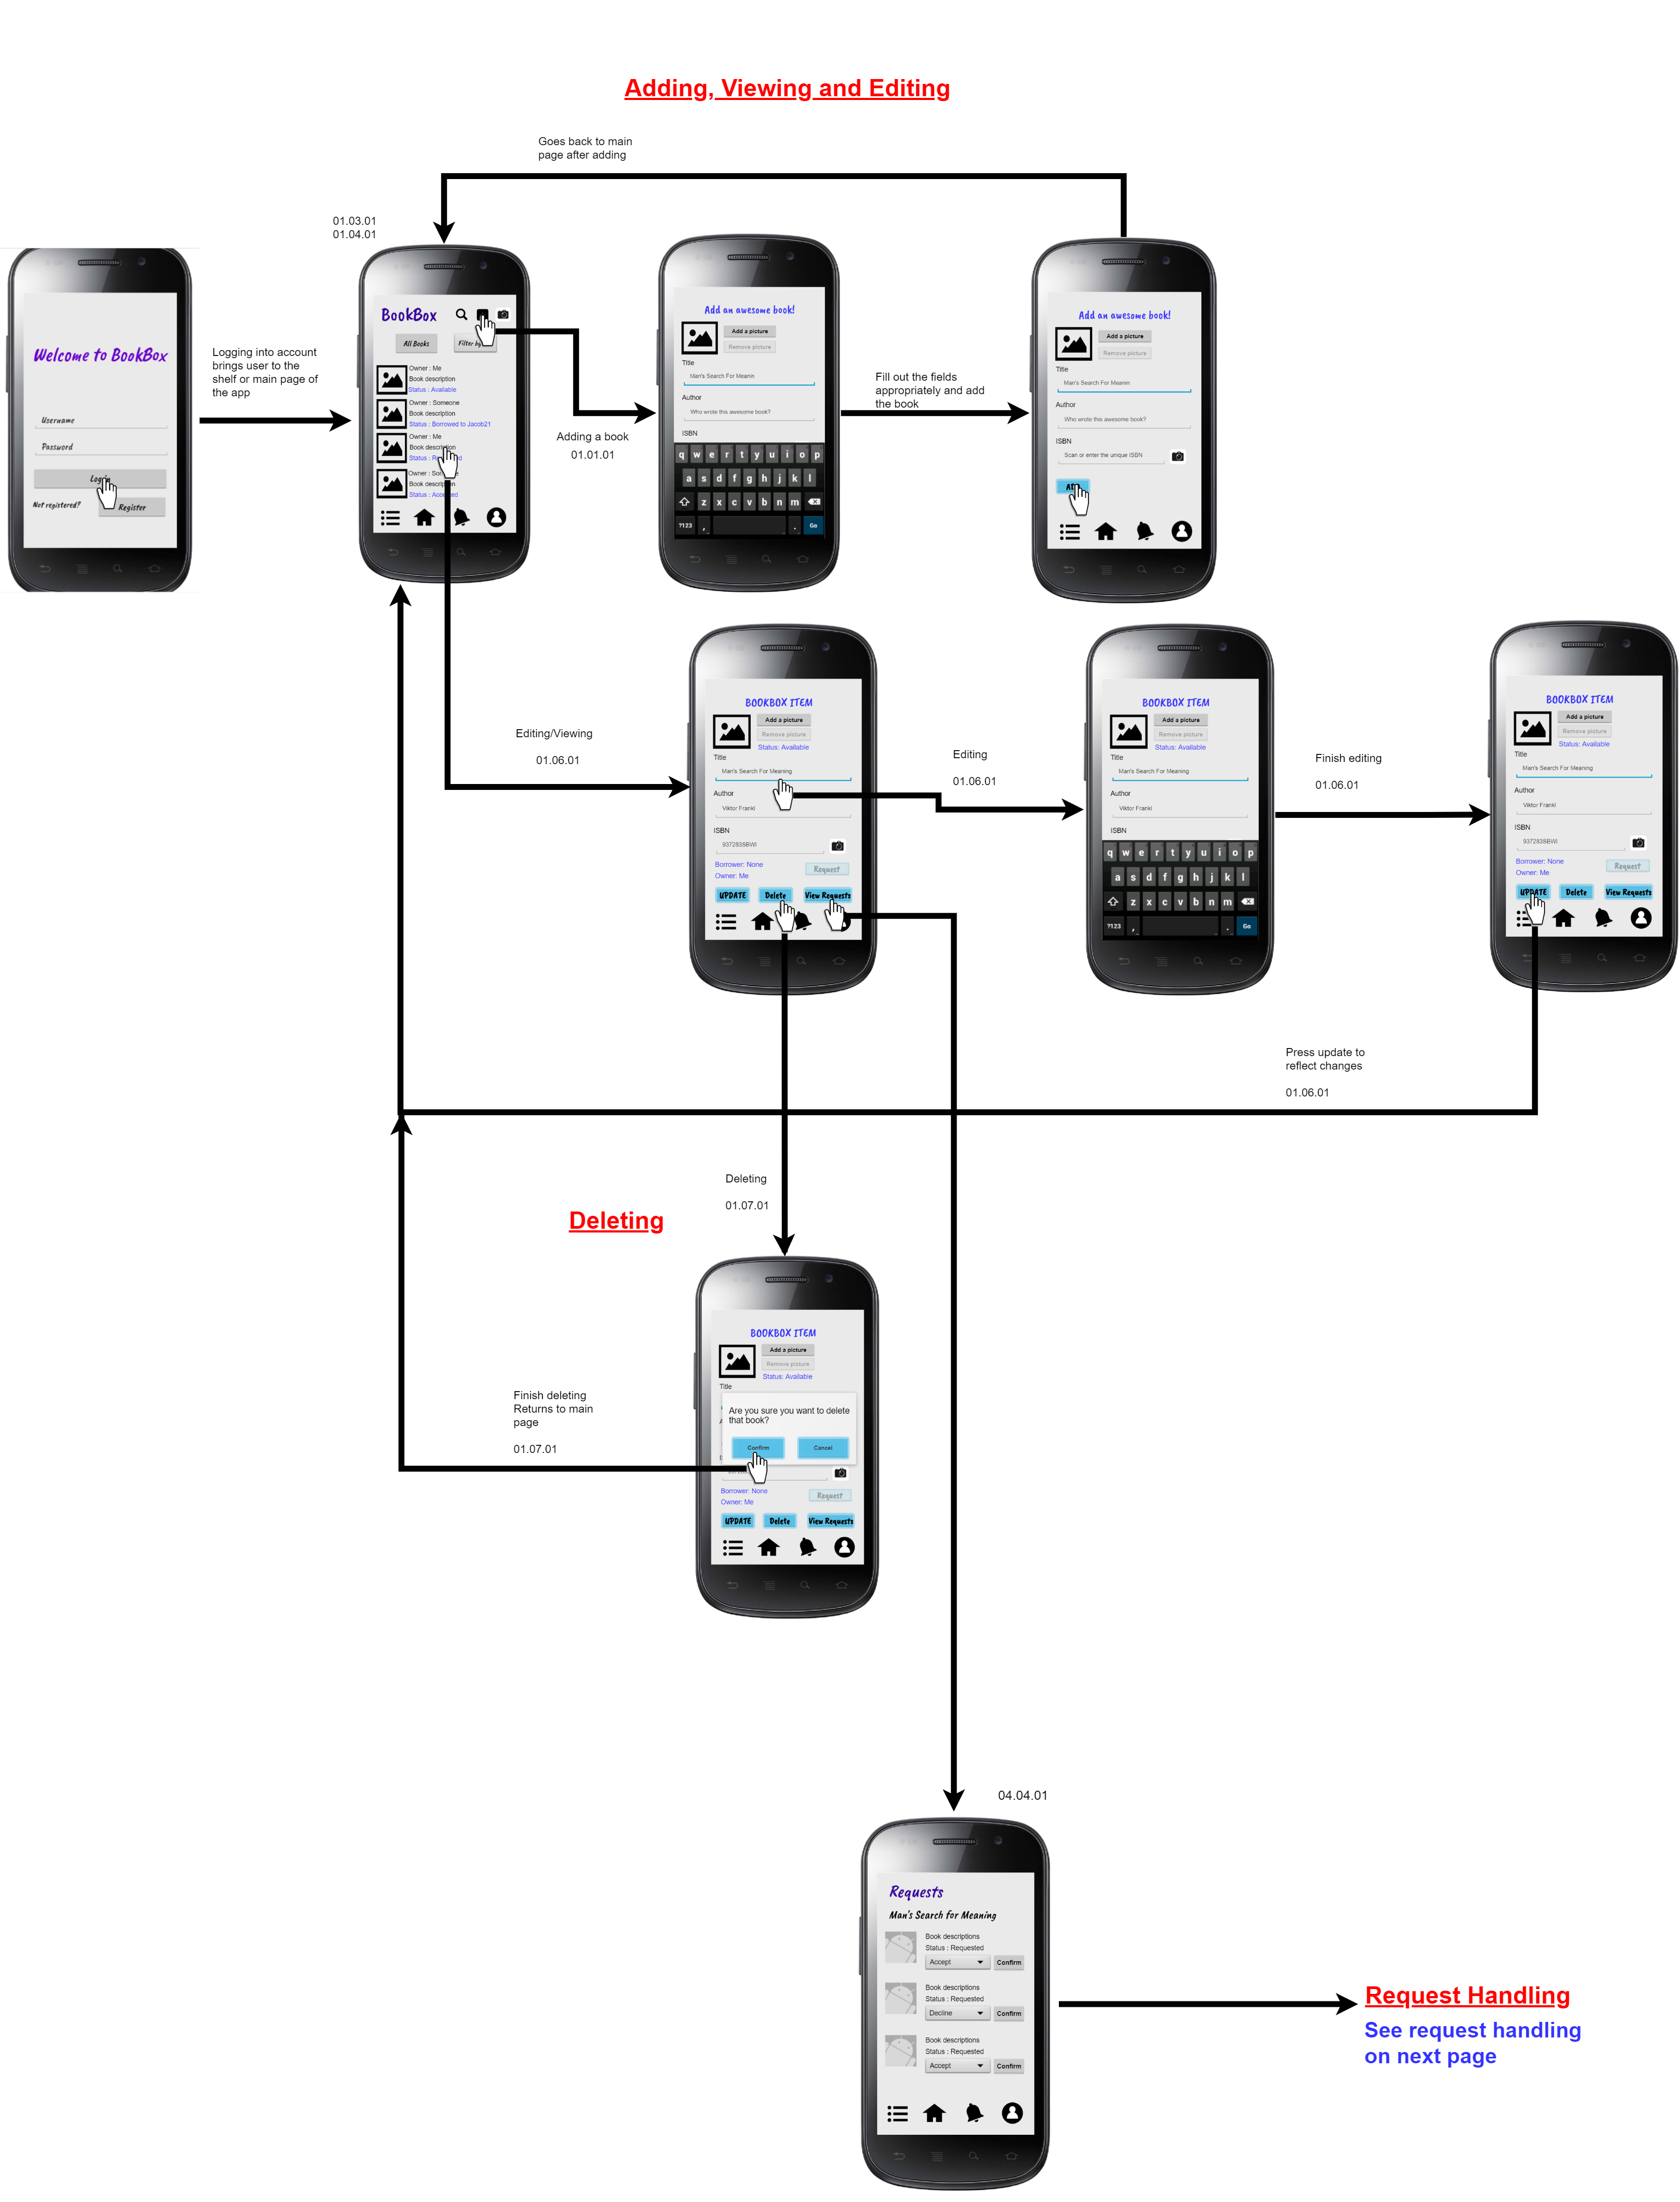 Adding, Viewing and Editing
Goes back to main
page after adding
01.03.01
01.04.01
Welcome to BookBox
Username
Password
Login
Not registered?
Register
Logging into account
brings user to the
shelf or main page of
the app
BookBox
All Books
Filter by
Owner : Me
Book description
Status : Available
Owner : Someone
Book description
Status : Borrowed to Jacob21
Owner : Me
Book description
Status :
Owner :
Book description
Status :
Adding a book
01.01.01
Add an awesome book!
Add a picture
Remove picture
Title
Man's Search For Meanin
Author
Who wrote this awesome book?
ISBN
q w e r t y u i o p
a s d f g h j k l
z x c v b n m
?123 , . Go
Fill out the fields
appropriately and add
the book
Add an awesome book!
Add a picture
Remove picture
Title
Man's Search For Meanin
Author
Who wrote this awesome book?
ISBN
Scan or enter the unique ISBN
ADD
Editing/Viewing
01.06.01
BOOKBOX ITEM
Add a picture
Remove picture
Status: Available
Title
Man's Search For Meaning
Author
Viktor Frankl
ISBN
937283SBWI
Borrower: None
Owner: Me
Request
UPDATE Delete View Requests
Editing
01.06.01
BOOKBOX ITEM
Add a picture
Remove picture
Status: Available
Title
Man's Search For Meaning
Author
Viktor Frankl
ISBN
q w e r t y u i o p
a s d f g h j k l
z x c v b n m
?123 , . Go
Finish editing
01.06.01
BOOKBOX ITEM
Add a picture
Remove picture
Status: Available
Title
Man's Search For Meaning
Author
Viktor Frankl
ISBN
937283SBWI
Borrower: None
Owner: Me
Request
UPDATE Delete View Requests
Press update to
reflect changes
01.06.01
Deleting
01.07.01
Deleting
BOOKBOX ITEM
Add a picture
Remove picture
Status: Available
Title
Are you sure you want to delete
that book?
Confirm Cancel
Borrower: None
Owner: Me
Request
UPDATE Delete View Requests
Finish deleting
Returns to main
page
01.07.01
04.04.01
Requests
Man's Search for Meaning
Book descriptions
Status : Requested
Accept Confirm
Book descriptions
Status : Requested
Decline Confirm
Book descriptions
Status : Requested
Accept Confirm
Request Handling
See request handling
on next page